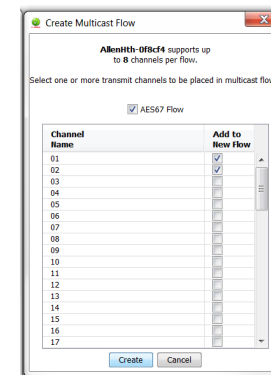 Create Multicast Flow
AllenHth-0f8cf4 supports up
to 8 channels per flow.
Select one or more transmit channels to be placed in multicast flow
AES67 Flow
Channel Name Add to New Flow
01
02
03
04
05
06
07
08
09
10
11
12
13
14
15
16
17
Create Cancel